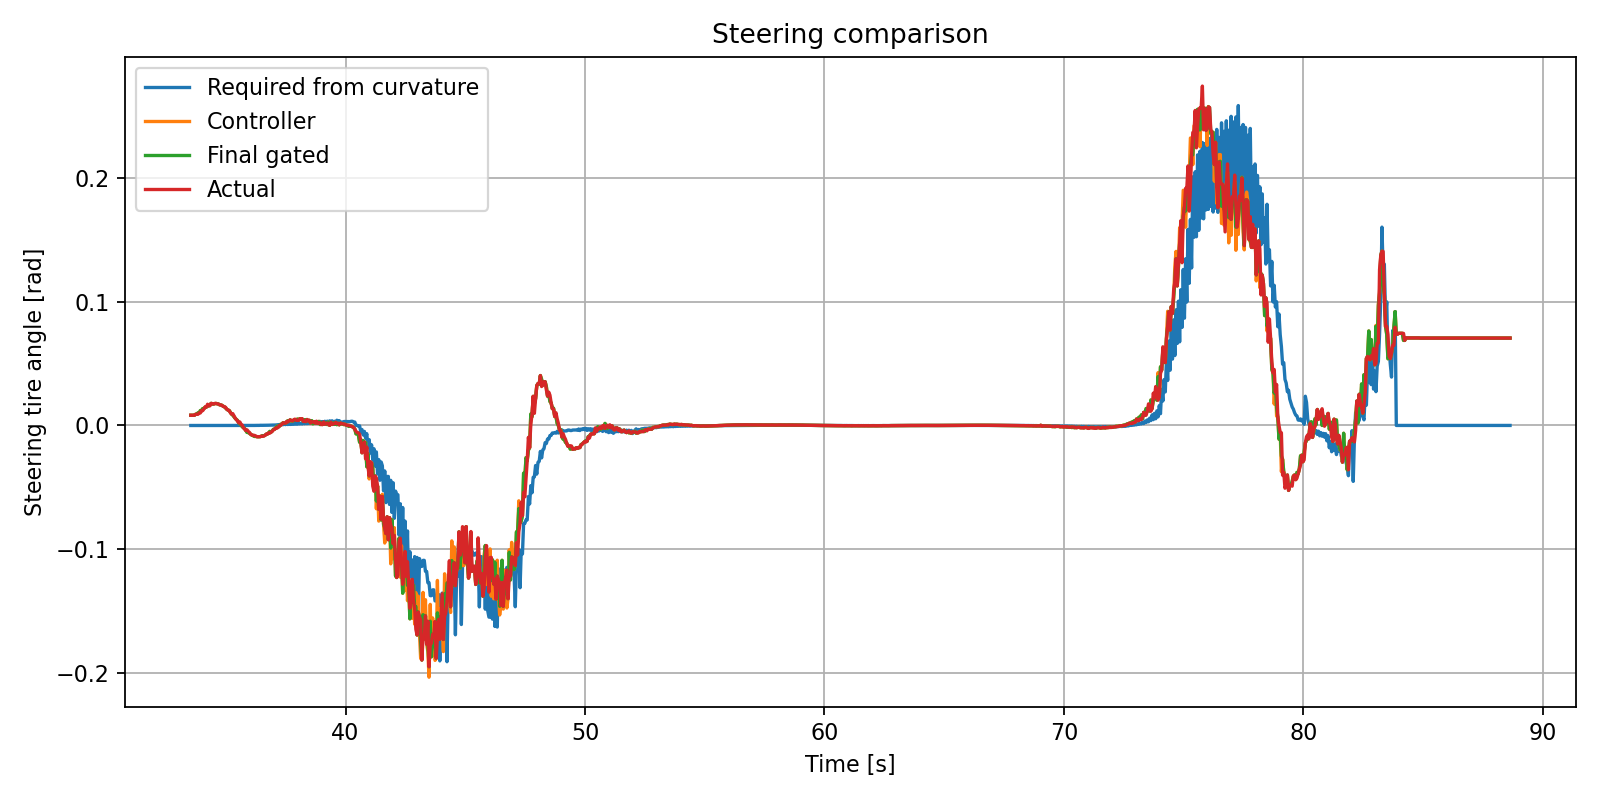 Steering comparison
Required from curvature
Controller
Final gated
Actual
Steering tire angle [rad]
0.2
0.1
0.0
−0.1
−0.2
40 50 60 70 80 90
Time [s]